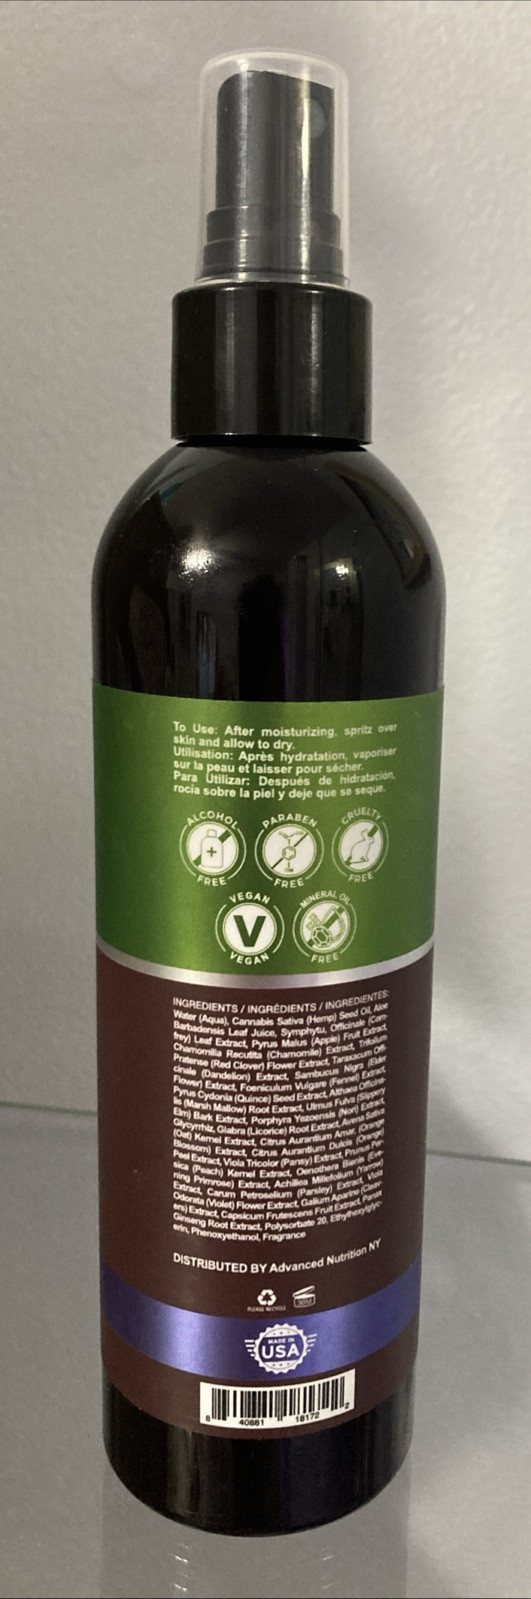 To Use: After moisturizing, spritz over
skin and allow to dry.
Utilisation: Après hydratation, vaporiser
sur la peau et laisser pour sécher.
Para Utilizar: Después de hidratación,
rocía sobre la piel y deje que se seque.
ALCOHOL FREE
PARABEN FREE
CRUELTY FREE
VEGAN V VEGAN
MINERAL OIL FREE
INGREDIENTS / INGRÉDIENTS / INGREDIENTES:
Water (Aqua), Cannabis Sativa (Hemp) Seed Oil, Aloe
Barbadensis Leaf Juice, Symphytu, Officinale (Com-
frey) Leaf Extract, Pyrus Malus (Apple) Fruit Extract,
Chamomilla Recutita (Chamomile) Extract, Trifolium
Pratense (Red Clover) Flower Extract, Taraxacum Offi-
cinale (Dandelion) Extract, Sambucus Nigra (Elder
Flower) Extract, Foeniculum Vulgare (Fennel) Extract,
Pyrus Cydonia (Quince) Seed Extract, Althaea Officina-
lis (Marsh Mallow) Root Extract, Ulmus Fulva (Slippery
Elm) Bark Extract, Porphyra Yezoensis (Nori) Extract,
Glycyrrhiz, Glabra (Licorice) Root Extract, Avena Sativa
(Oat) Kernel Extract, Citrus Aurantium Amar (Orange
Blossom) Extract, Citrus Aurantium Dulcis (Orange)
Peel Extract, Viola Tricolor (Pansy) Extract, Prunus Per-
sica (Peach) Kernel Extract, Oenothera Bienis (Eve-
ning Primrose) Extract, Achillea Millefolium (Yarrow)
Extract, Carum Petroselium (Parsley) Extract, Viola
Odorata (Violet) Flower Extract, Galium Aparine (Cleav-
ers) Extract, Capsicum Frutescens Fruit Extract, Panax
Ginseng Root Extract, Polysorbate 20, Ethylhexylglyc-
erin, Phenoxyethanol, Fragrance
DISTRIBUTED BY Advanced Nutrition NY
PLEASE RECYCLE
MADE IN
USA
8 40881 18172 2